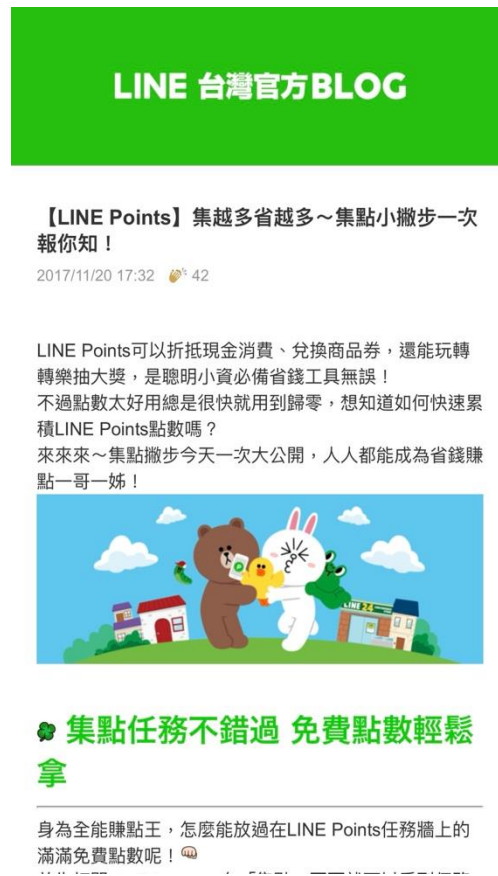 LINE 台灣官方BLOG
【LINE Points】集越多省越多～集點小撇步一次
報你知！
2017/11/20 17:32 42
LINE Points可以折抵現金消費、兌換商品券，還能玩轉
轉樂抽大獎，是聰明小資必備省錢工具無誤！
不過點數太好用總是很快就用到歸零，想知道如何快速累
積LINE Points點數嗎？
來來來～集點撇步今天一次大公開，人人都能成為省錢賺
點一哥一姊！
LINE 24
集點任務不錯過 免費點數輕鬆
拿
身為全能賺點王，怎麼能放過在LINE Points任務牆上的
滿滿免費點數呢！